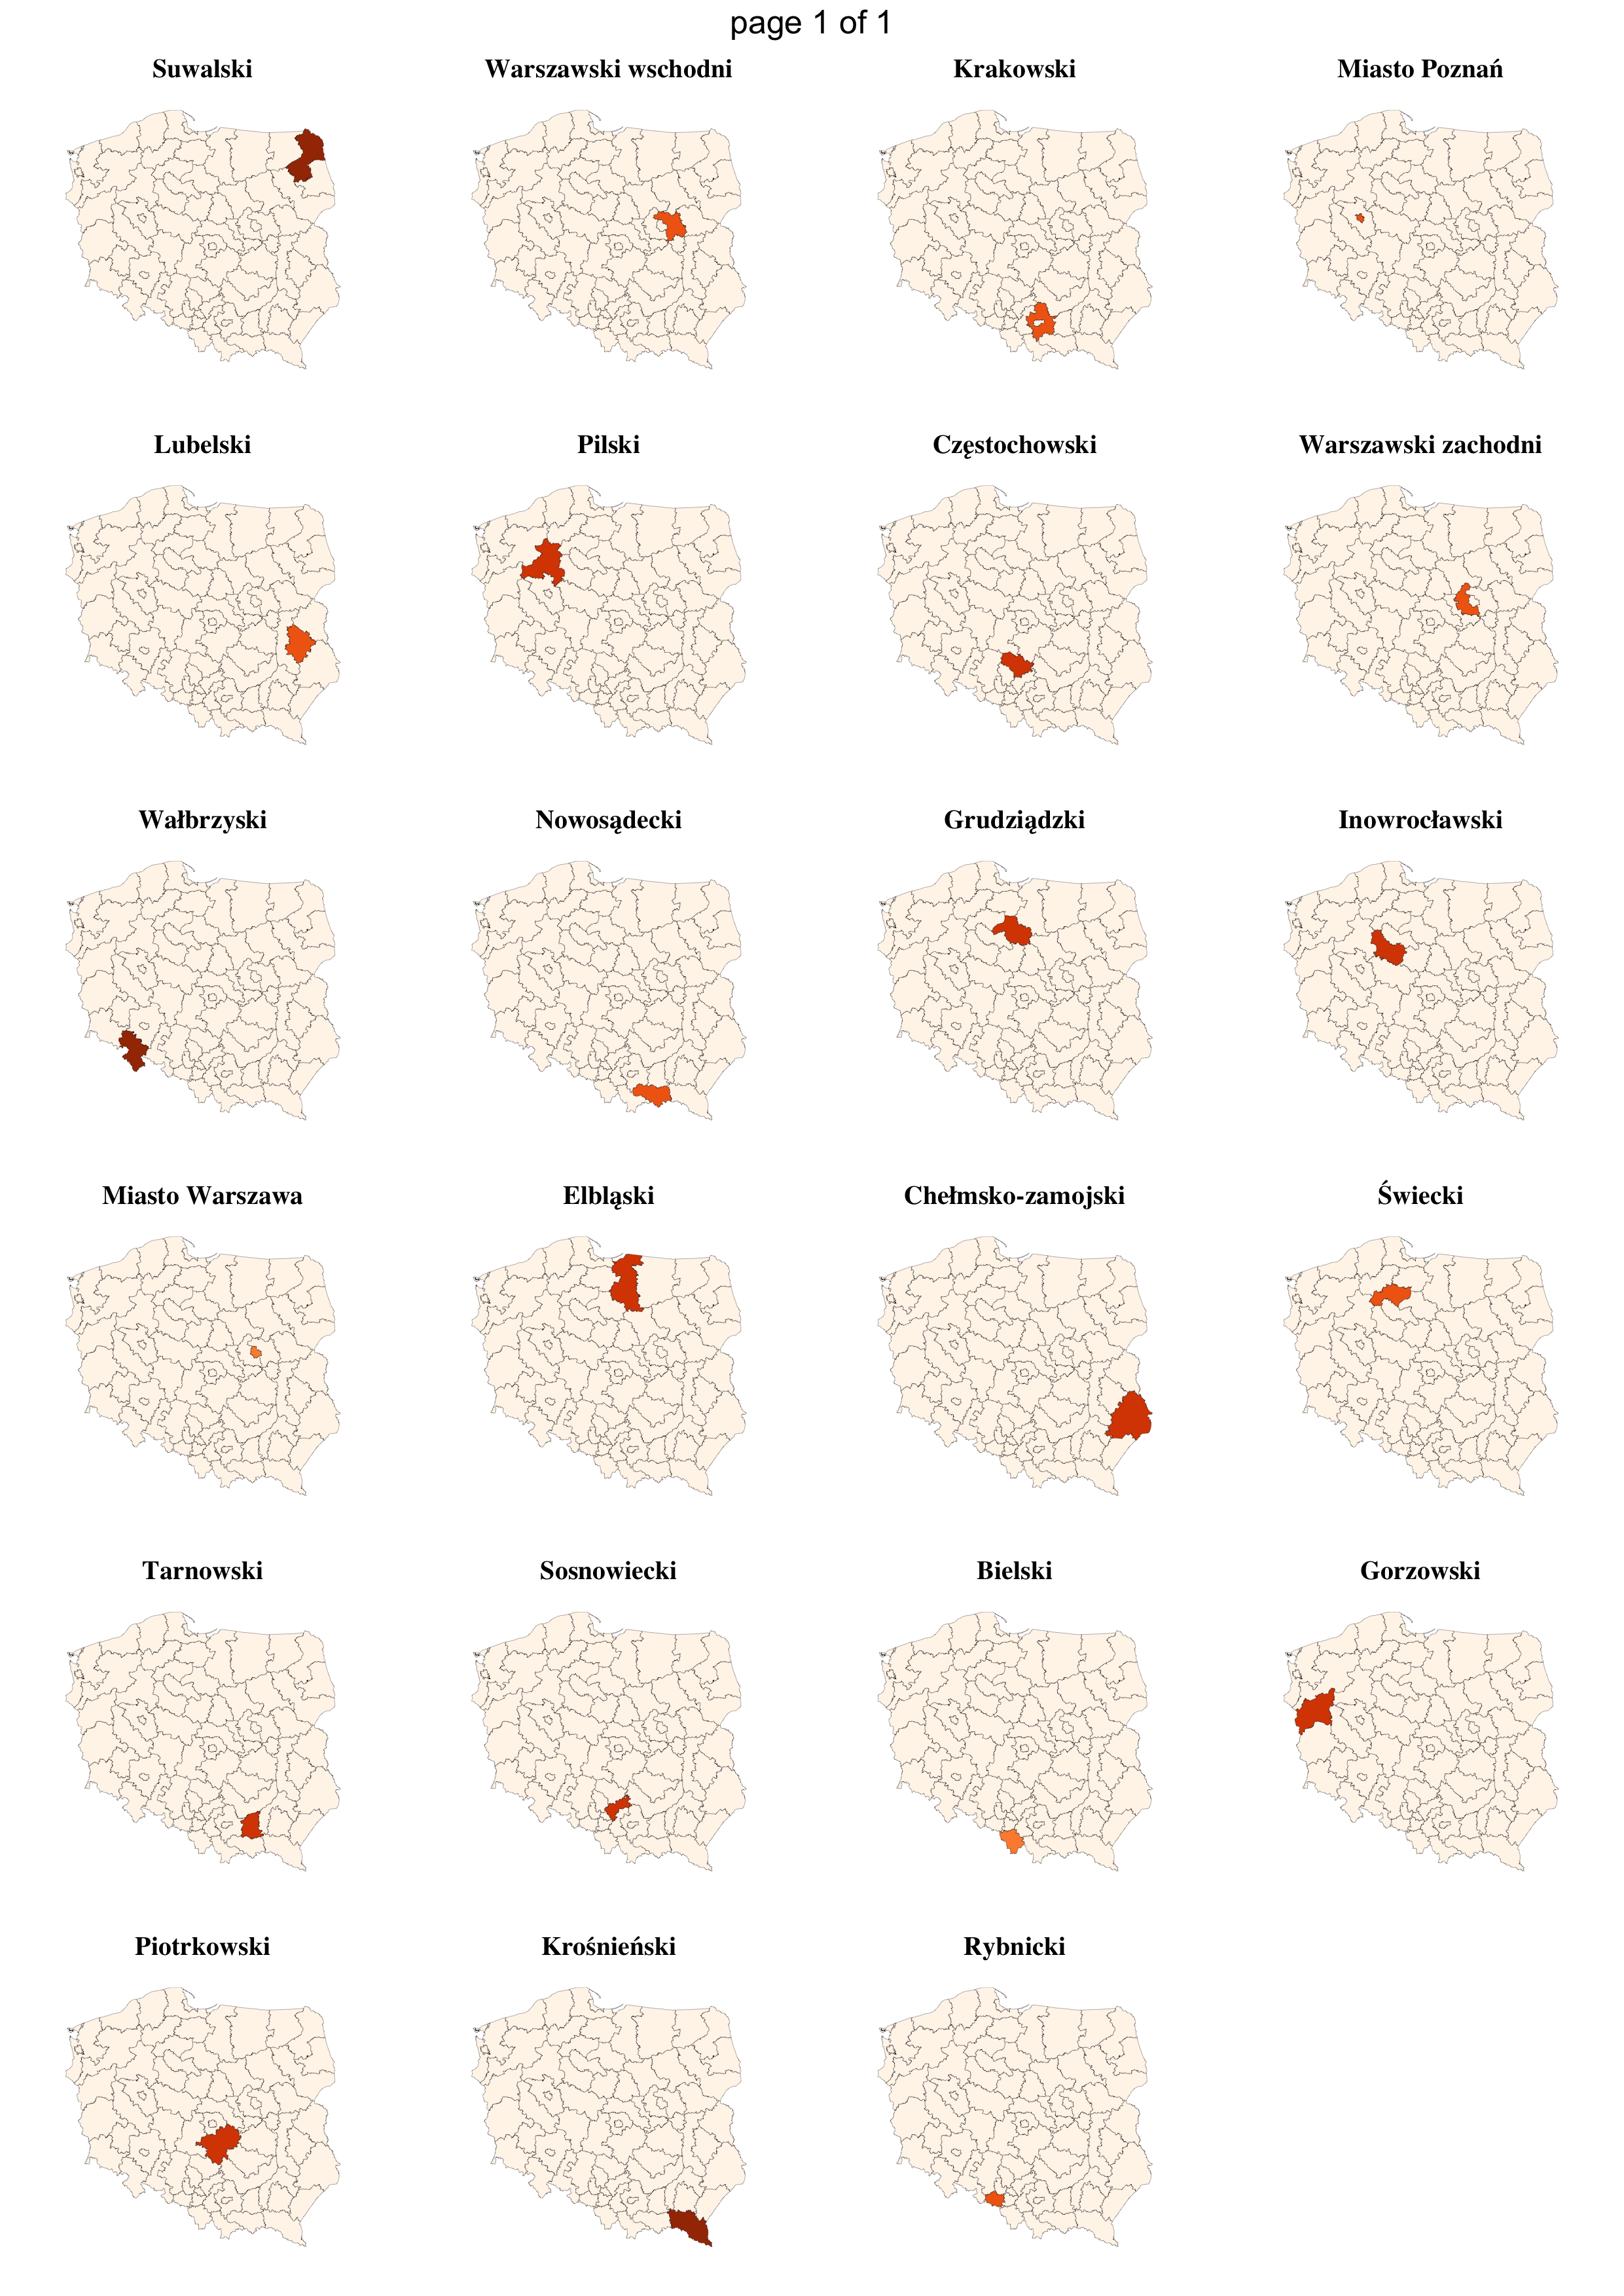 page 1 of 1
Suwalski
Warszawski wschodni
Krakowski
Miasto Poznań
Lubelski
Pilski
Częstochowski
Warszawski zachodni
Wałbrzyski
Nowosądecki
Grudziądzki
Inowrocławski
Miasto Warszawa
Elbląski
Chełmsko-zamojski
Świecki
Tarnowski
Sosnowiecki
Bielski
Gorzowski
Piotrkowski
Krośnieński
Rybnicki